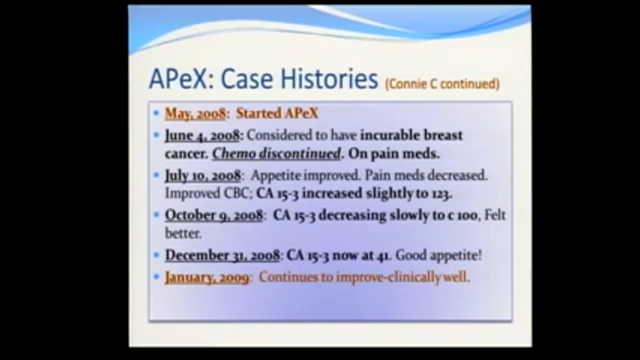 APeX: Case Histories (Connie C continued)
• May, 2008: Started APeX
• June 4, 2008: Considered to have incurable breast
cancer. Chemo discontinued. On pain meds.
• July 10, 2008: Appetite improved. Pain meds decreased.
Improved CBC; CA 15-3 increased slightly to 123.
• October 9, 2008: CA 15-3 decreasing slowly to c 100, Felt
better.
• December 31, 2008: CA 15-3 now at 41. Good appetite!
• January, 2009: Continues to improve-clinically well.